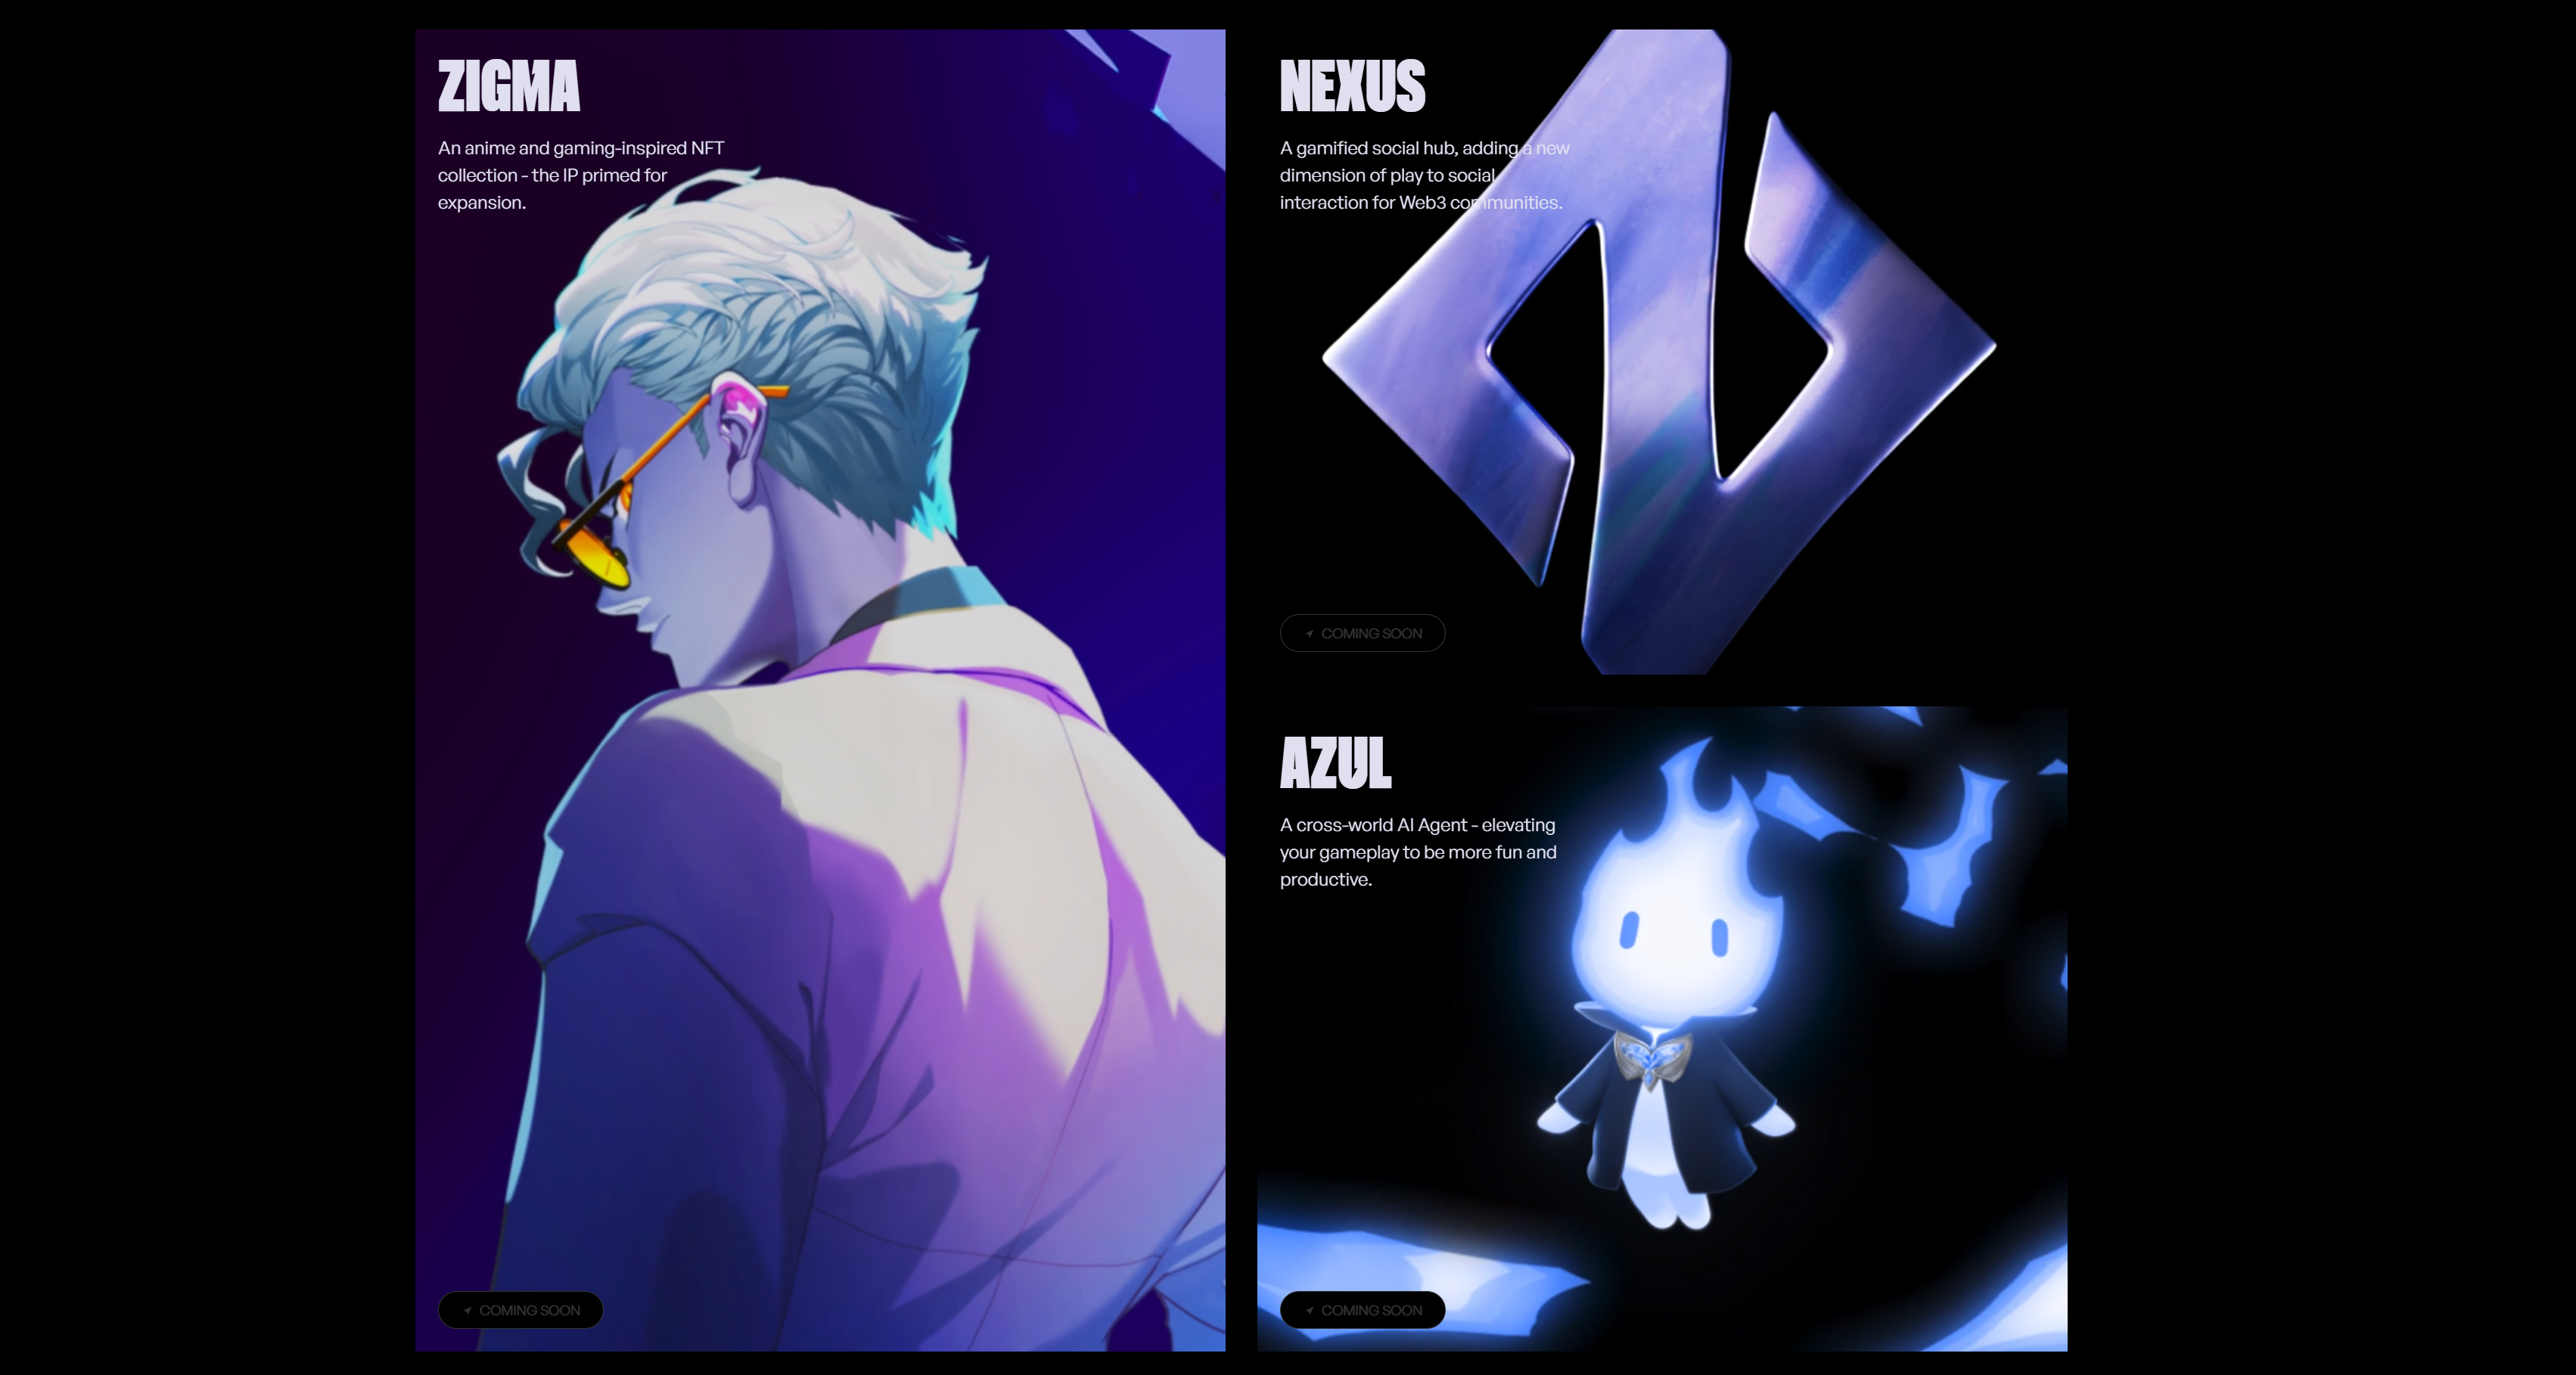 ZIGMA
An anime and gaming-inspired NFT
collection - the IP primed for
expansion.
COMING SOON
NEXUS
A gamified social hub, adding a new
dimension of play to social
interaction for Web3 communities.
COMING SOON
AZUL
A cross-world AI Agent - elevating
your gameplay to be more fun and
productive.
COMING SOON